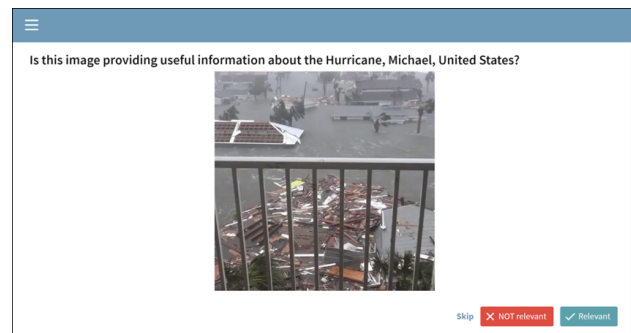 Is this image providing useful information about the Hurricane, Michael, United States?
Skip
NOT relevant
Relevant